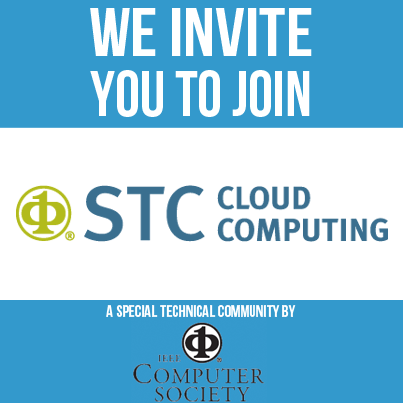 WE INVITE
YOU TO JOIN
® STC CLOUD
COMPUTING
A SPECIAL TECHNICAL COMMUNITY BY
IEEE ®
COMPUTER
SOCIETY